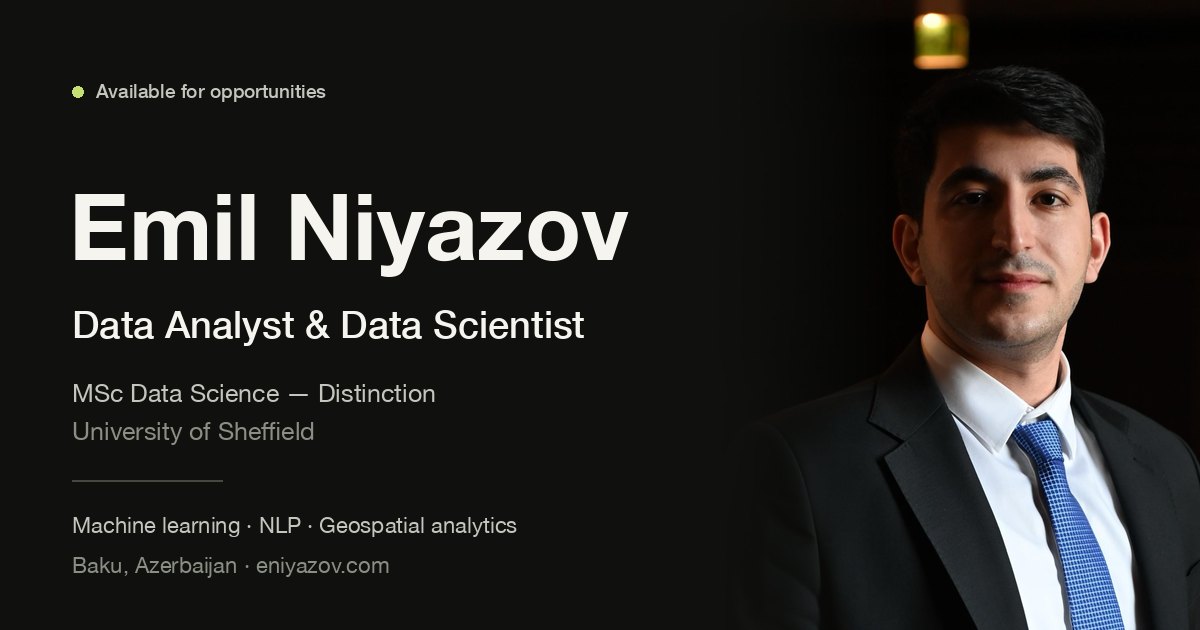 Available for opportunities
Emil Niyazov
Data Analyst & Data Scientist
MSc Data Science — Distinction
University of Sheffield
Machine learning · NLP · Geospatial analytics
Baku, Azerbaijan · eniyazov.com